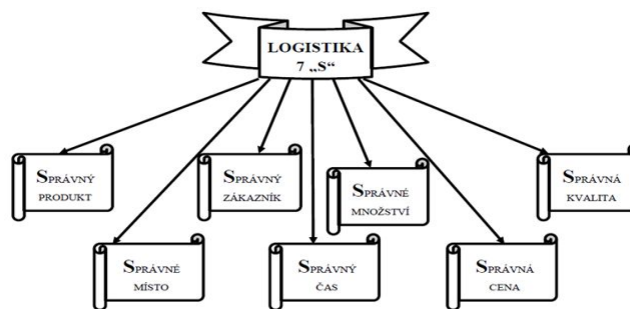 LOGISTIKA
7 „S“
SPRÁVNÝ
PRODUKT
SPRÁVNÝ
ZÁKAZNÍK
SPRÁVNÉ
MNOŽSTVÍ
SPRÁVNÁ
KVALITA
SPRÁVNÉ
MÍSTO
SPRÁVNÝ
ČAS
SPRÁVNÁ
CENA